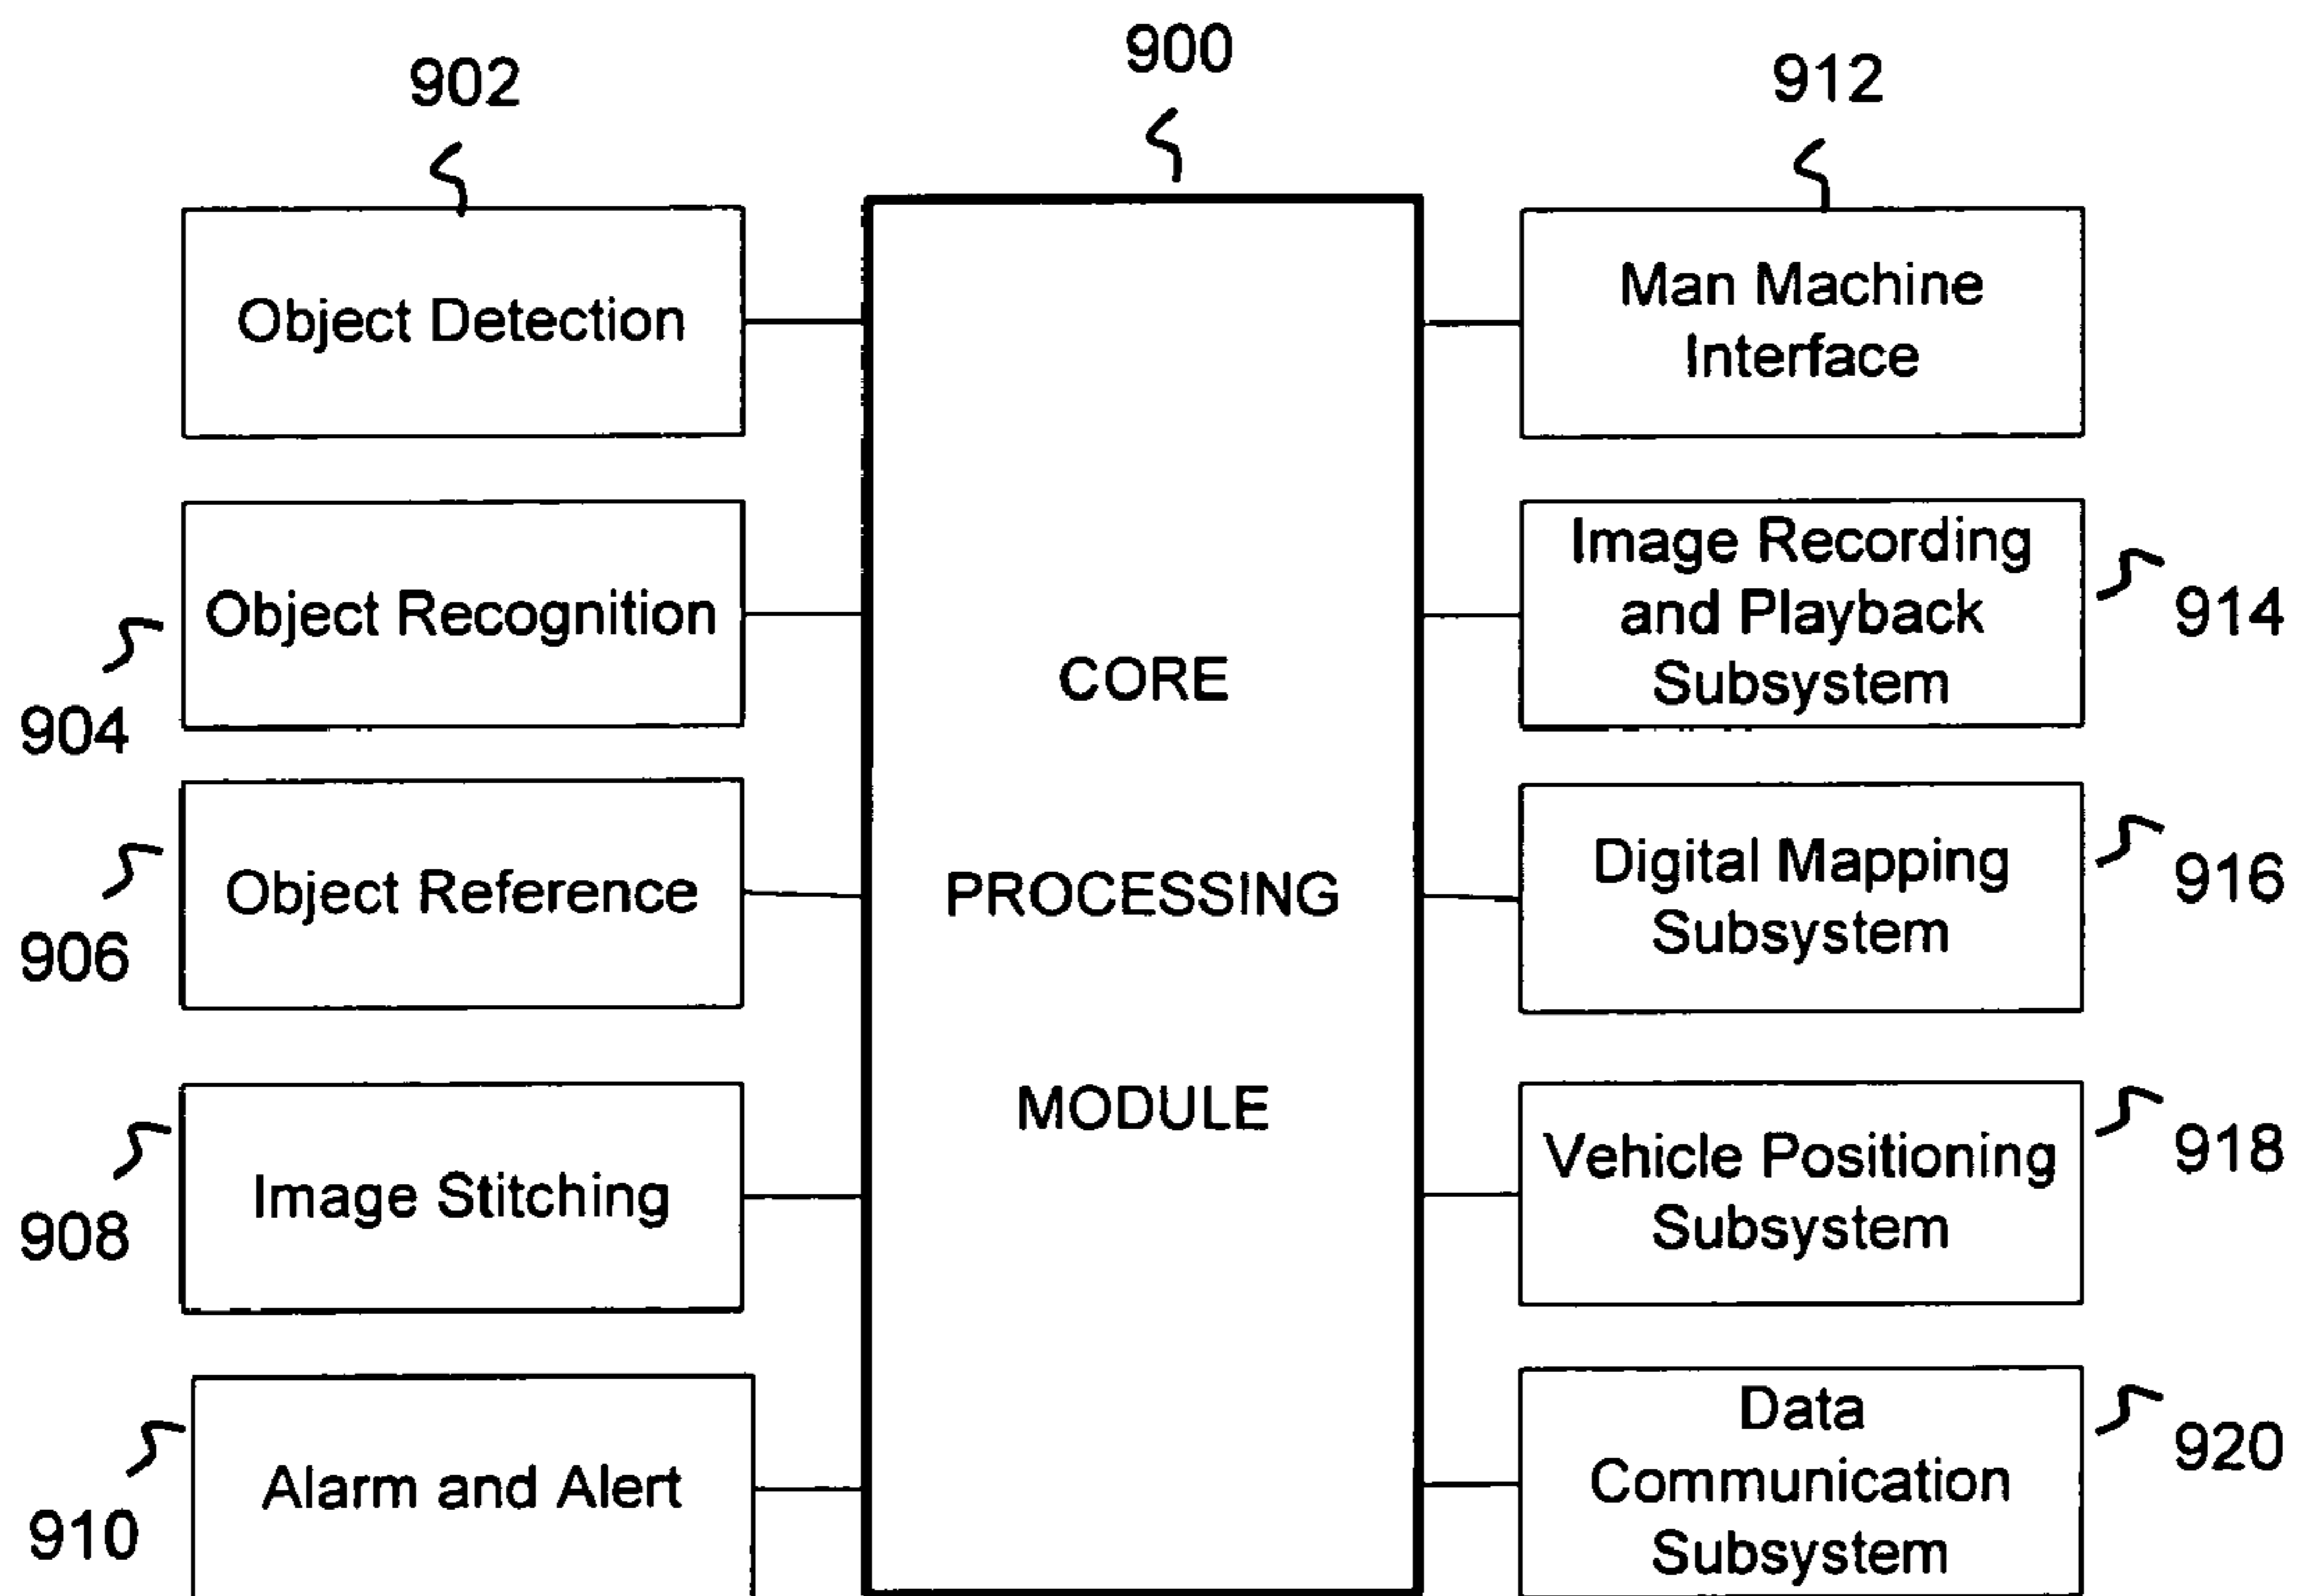 900
902
912
Object Detection
Man Machine
Interface
Object Recognition
904
Image Recording
and Playback
Subsystem
914
CORE
PROCESSING
MODULE
Object Reference
906
Digital Mapping
Subsystem
916
Image Stitching
908
Vehicle Positioning
Subsystem
918
Alarm and Alert
910
Data
Communication
Subsystem
920